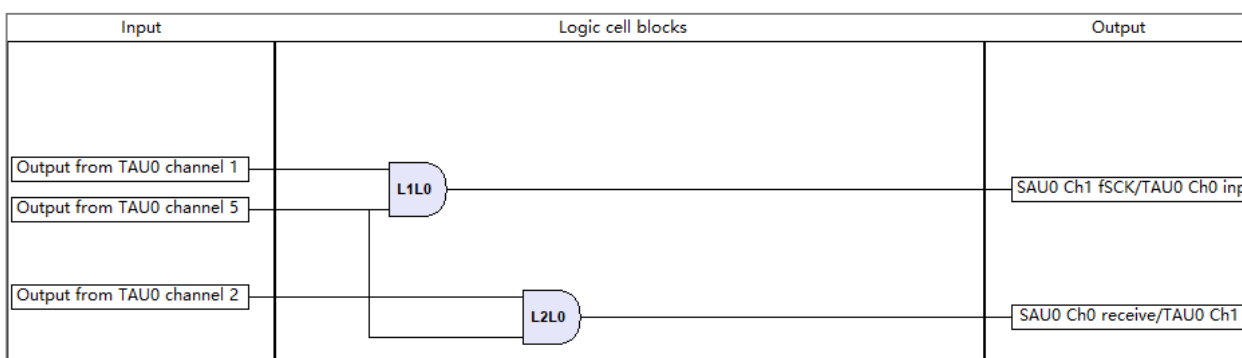 Input
Logic cell blocks
Output
Output from TAU0 channel 1
L1L0
Output from TAU0 channel 5
SAU0 Ch1 fSCK/TAU0 Ch0 inp
Output from TAU0 channel 2
L2L0
SAU0 Ch0 receive/TAU0 Ch1